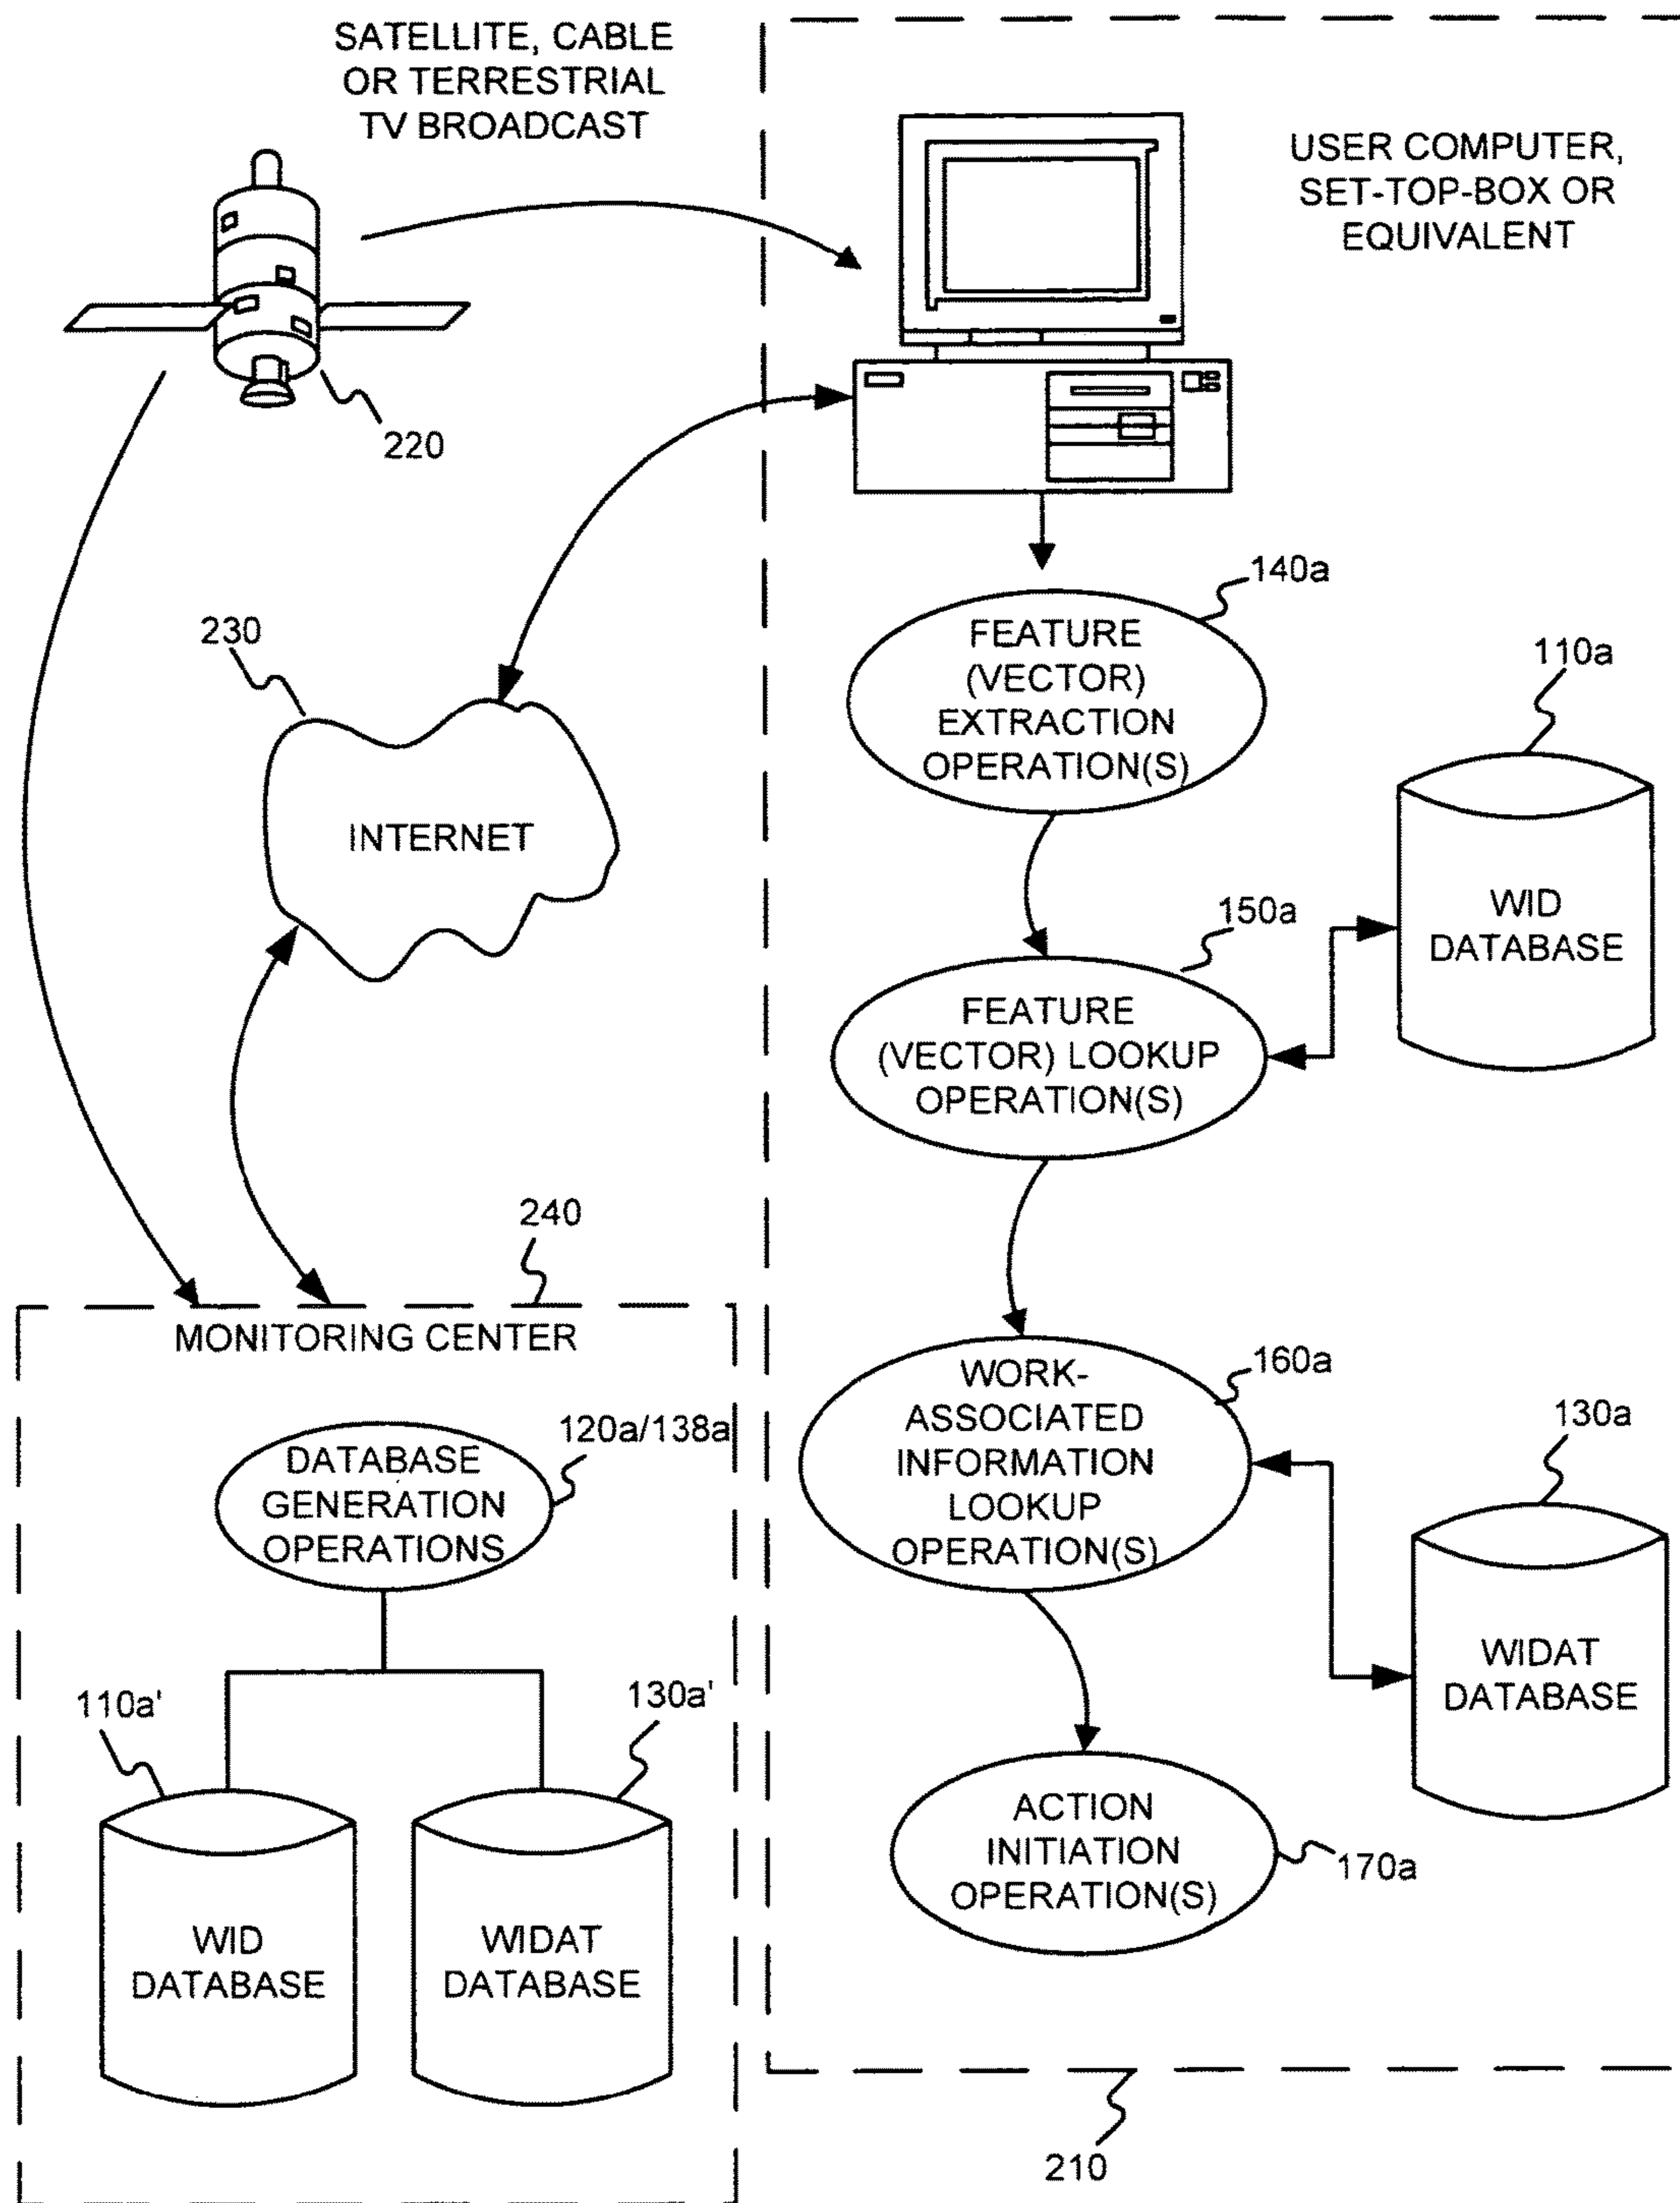 SATELLITE, CABLE
OR TERRESTRIAL
TV BROADCAST
USER COMPUTER,
SET-TOP-BOX OR
EQUIVALENT
220
140a
FEATURE
(VECTOR)
EXTRACTION
OPERATION(S)
230
INTERNET
110a
WID
DATABASE
150a
FEATURE
(VECTOR) LOOKUP
OPERATION(S)
240
MONITORING CENTER
160a
WORK-
ASSOCIATED
INFORMATION
LOOKUP
OPERATION(S)
130a
WIDAT
DATABASE
120a/138a
DATABASE
GENERATION
OPERATIONS
110a'
130a'
WID
DATABASE
WIDAT
DATABASE
ACTION
INITIATION
OPERATION(S)
170a
210